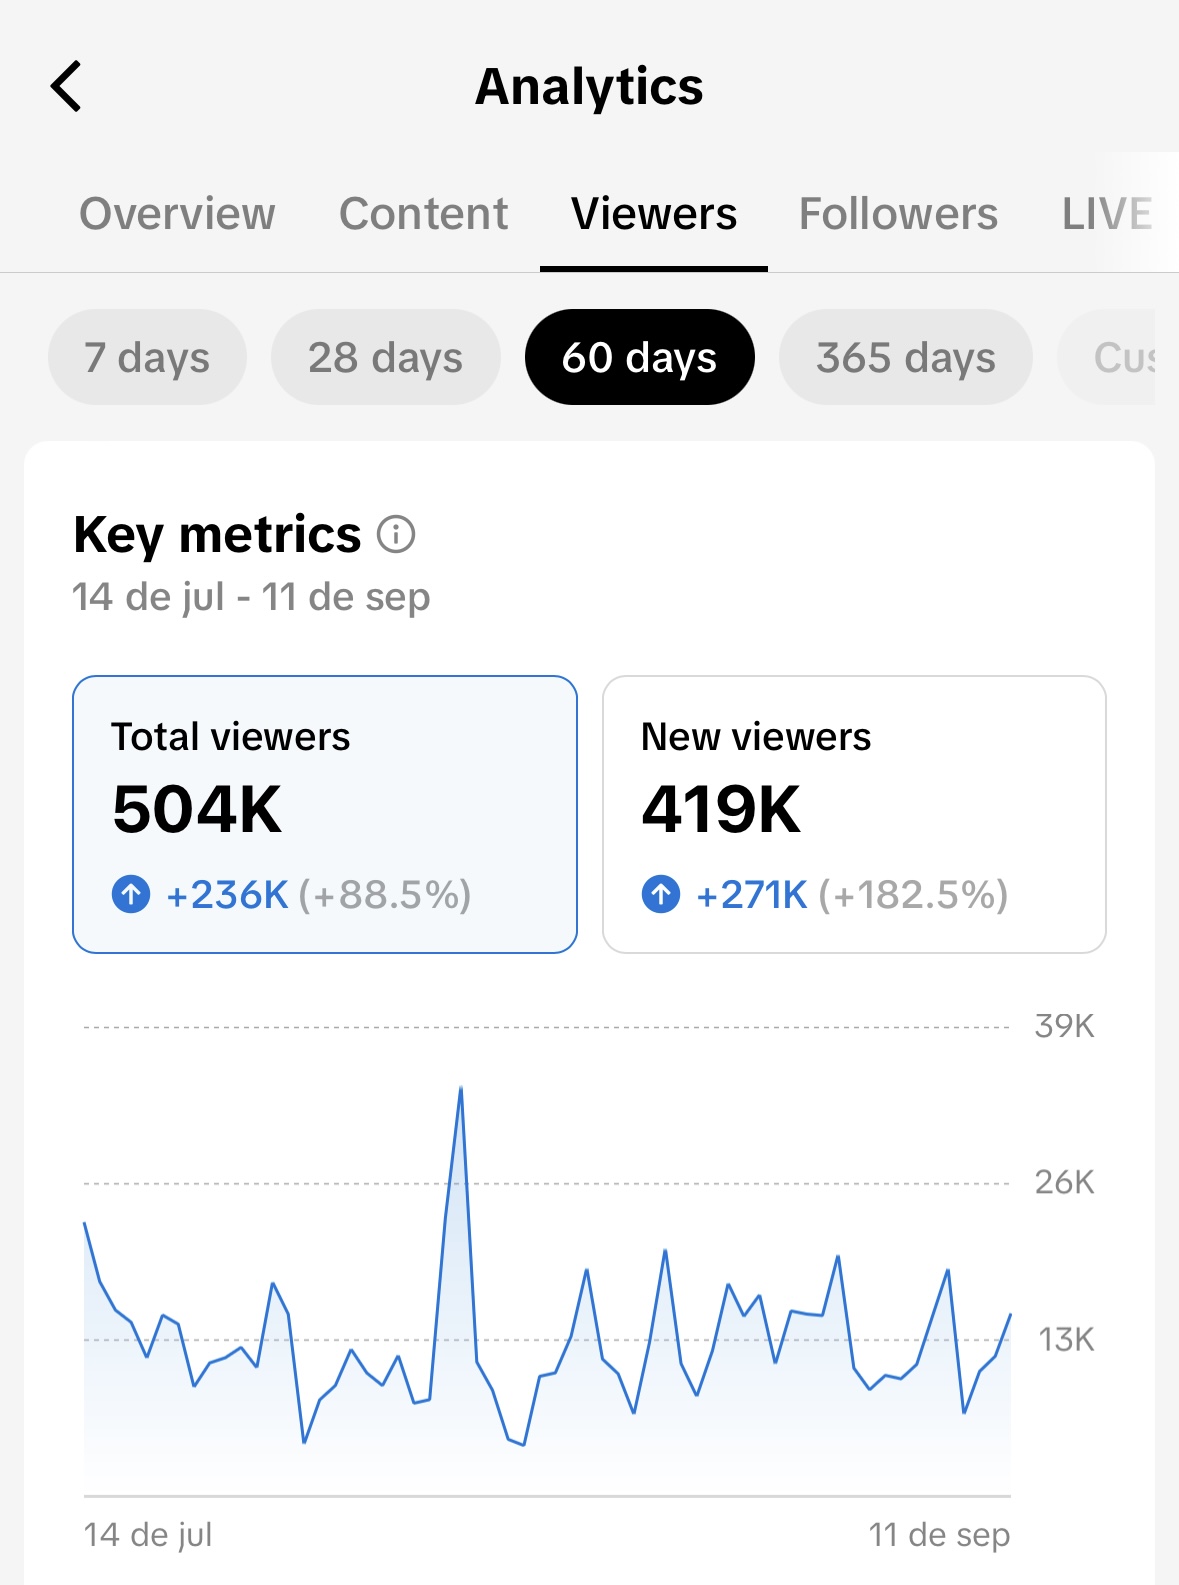 Analytics
Overview Content Viewers Followers LIVE
7 days 28 days 60 days 365 days
Key metrics
14 de jul - 11 de sep
Total viewers
504K
+236K (+88.5%)
New viewers
419K
+271K (+182.5%)
39K
26K
13K
14 de jul 11 de sep